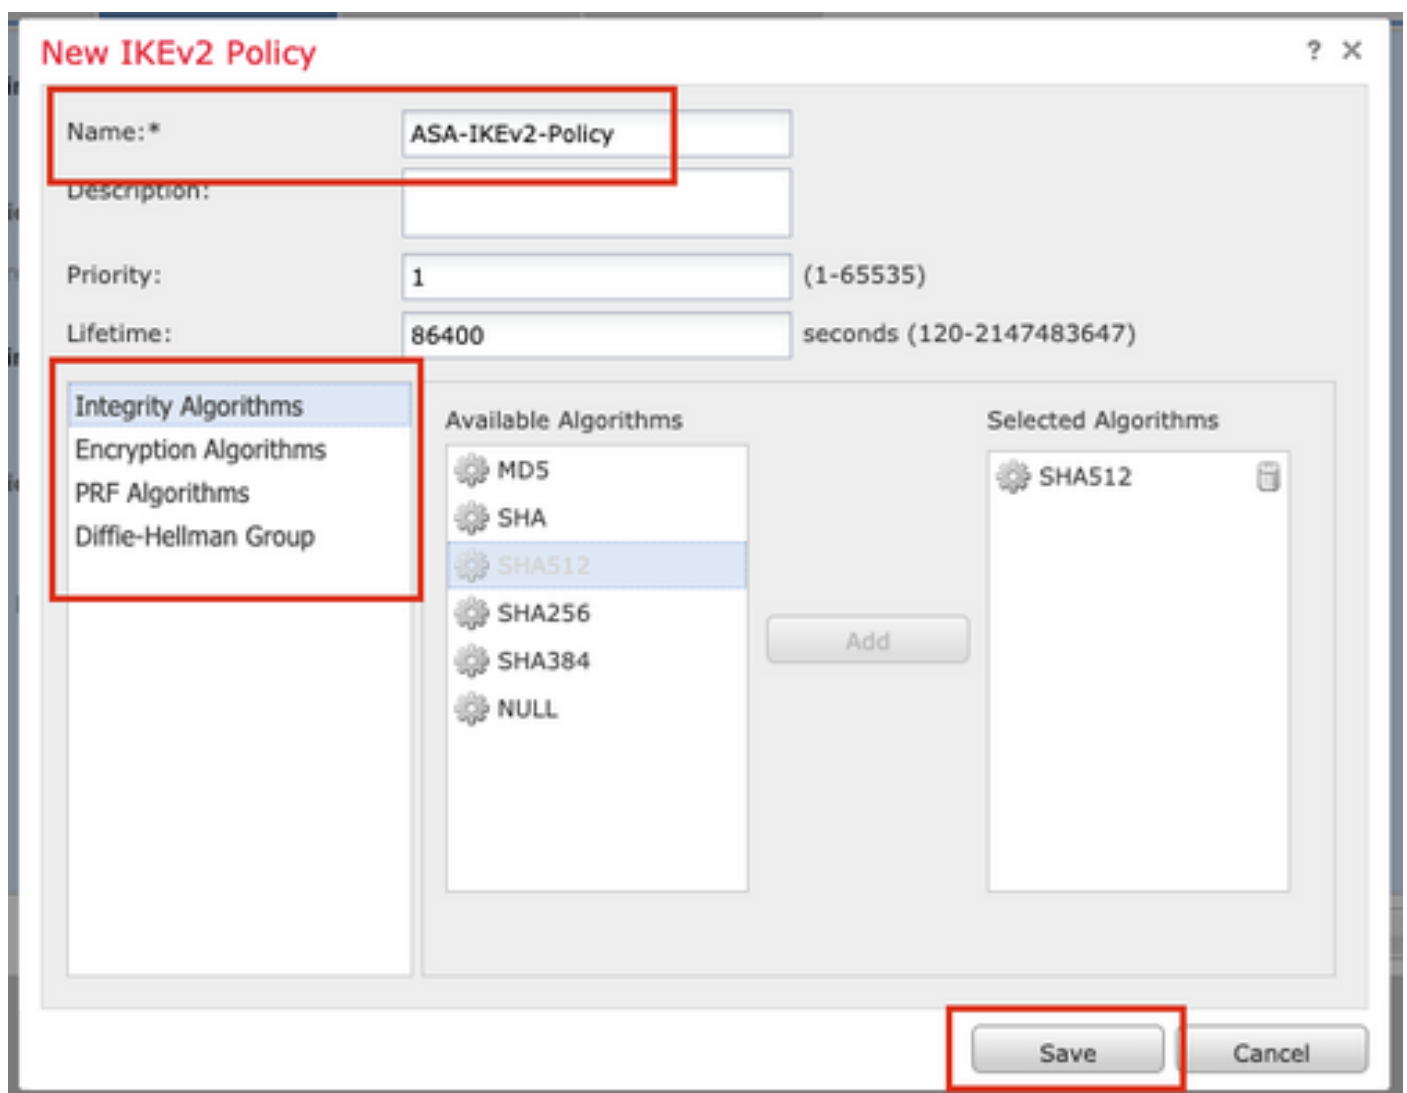 New IKEv2 Policy ? ×
Name:* ASA-IKEv2-Policy
Description:
Priority: 1 (1-65535)
Lifetime: 86400 seconds (120-2147483647)
Integrity Algorithms
Encryption Algorithms
PRF Algorithms
Diffie-Hellman Group
Available Algorithms
MD5
SHA
SHA512
SHA256
SHA384
NULL
Add
Selected Algorithms
SHA512
Save Cancel